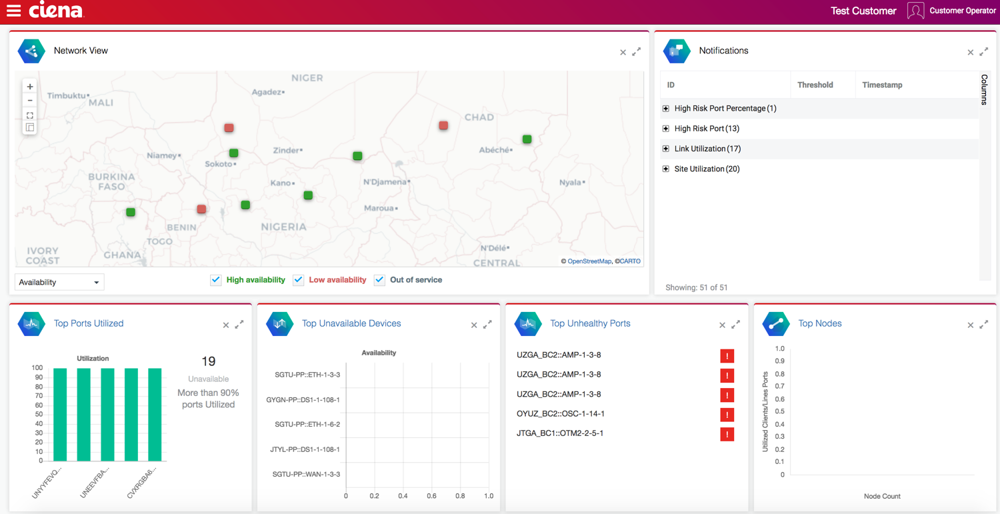 ciena
Test Customer
Customer Operator
Network View
+
-
NIGER
Timbuktu
Agadez
MALI
CHAD
Niamey
Zinder
Abéché
Sokoto
BURKINA
FASO
Kano
N'Djamena
Nyala
Maroua
BENIN
NIGERIA
TOGO
IVORY
COAST
GHANA
N'Délé
CENTRAL
© OpenStreetMap, ©CARTO
Availability
High availability
Low availability
Out of service
Notifications
ID
Threshold
Timestamp
Columns
High Risk Port Percentage (1)
High Risk Port (13)
Link Utilization (17)
Site Utilization (20)
Showing: 51 of 51
Top Ports Utilized
Utilization
100
90
80
70
60
50
40
30
20
10
0
UNYYFEVQ...
UNEEVFBA...
CVXRGBA6...
19
Unavailable
More than 90%
ports Utilized
Top Unavailable Devices
Availability
SGTU-PP::ETH-1-3-3
GYGN-PP::DS1-1-108-1
SGTU-PP::ETH-1-6-2
JTYL-PP::DS1-1-108-1
SGTU-PP::WAN-1-3-3
0 0.2 0.4 0.6 0.8 1.0
Top Unhealthy Ports
UZGA_BC2::AMP-1-3-8 !
UZGA_BC2::AMP-1-3-8 !
UZGA_BC2::AMP-1-3-8 !
OYUZ_BC2::OSC-1-14-1 !
JTGA_BC1::OTM2-2-5-1 !
Top Nodes
Utilized Clients/Lines Ports
1.0
0.9
0.8
0.7
0.6
0.5
0.4
0.3
0.2
0.1
0
Node Count